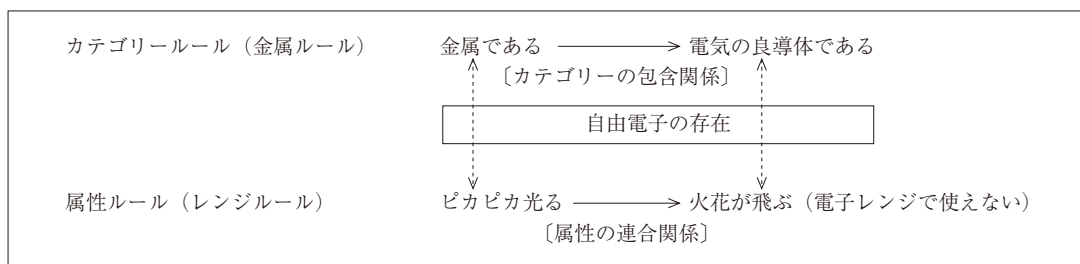 カテゴリールール(金属ルール) 金属である 電気の良導体である
〔カテゴリーの包含関係〕
自由電子の存在
属性ルール(レンジルール) ピカピカ光る 火花が飛ぶ(電子レンジで使えない)
〔属性の連合関係〕